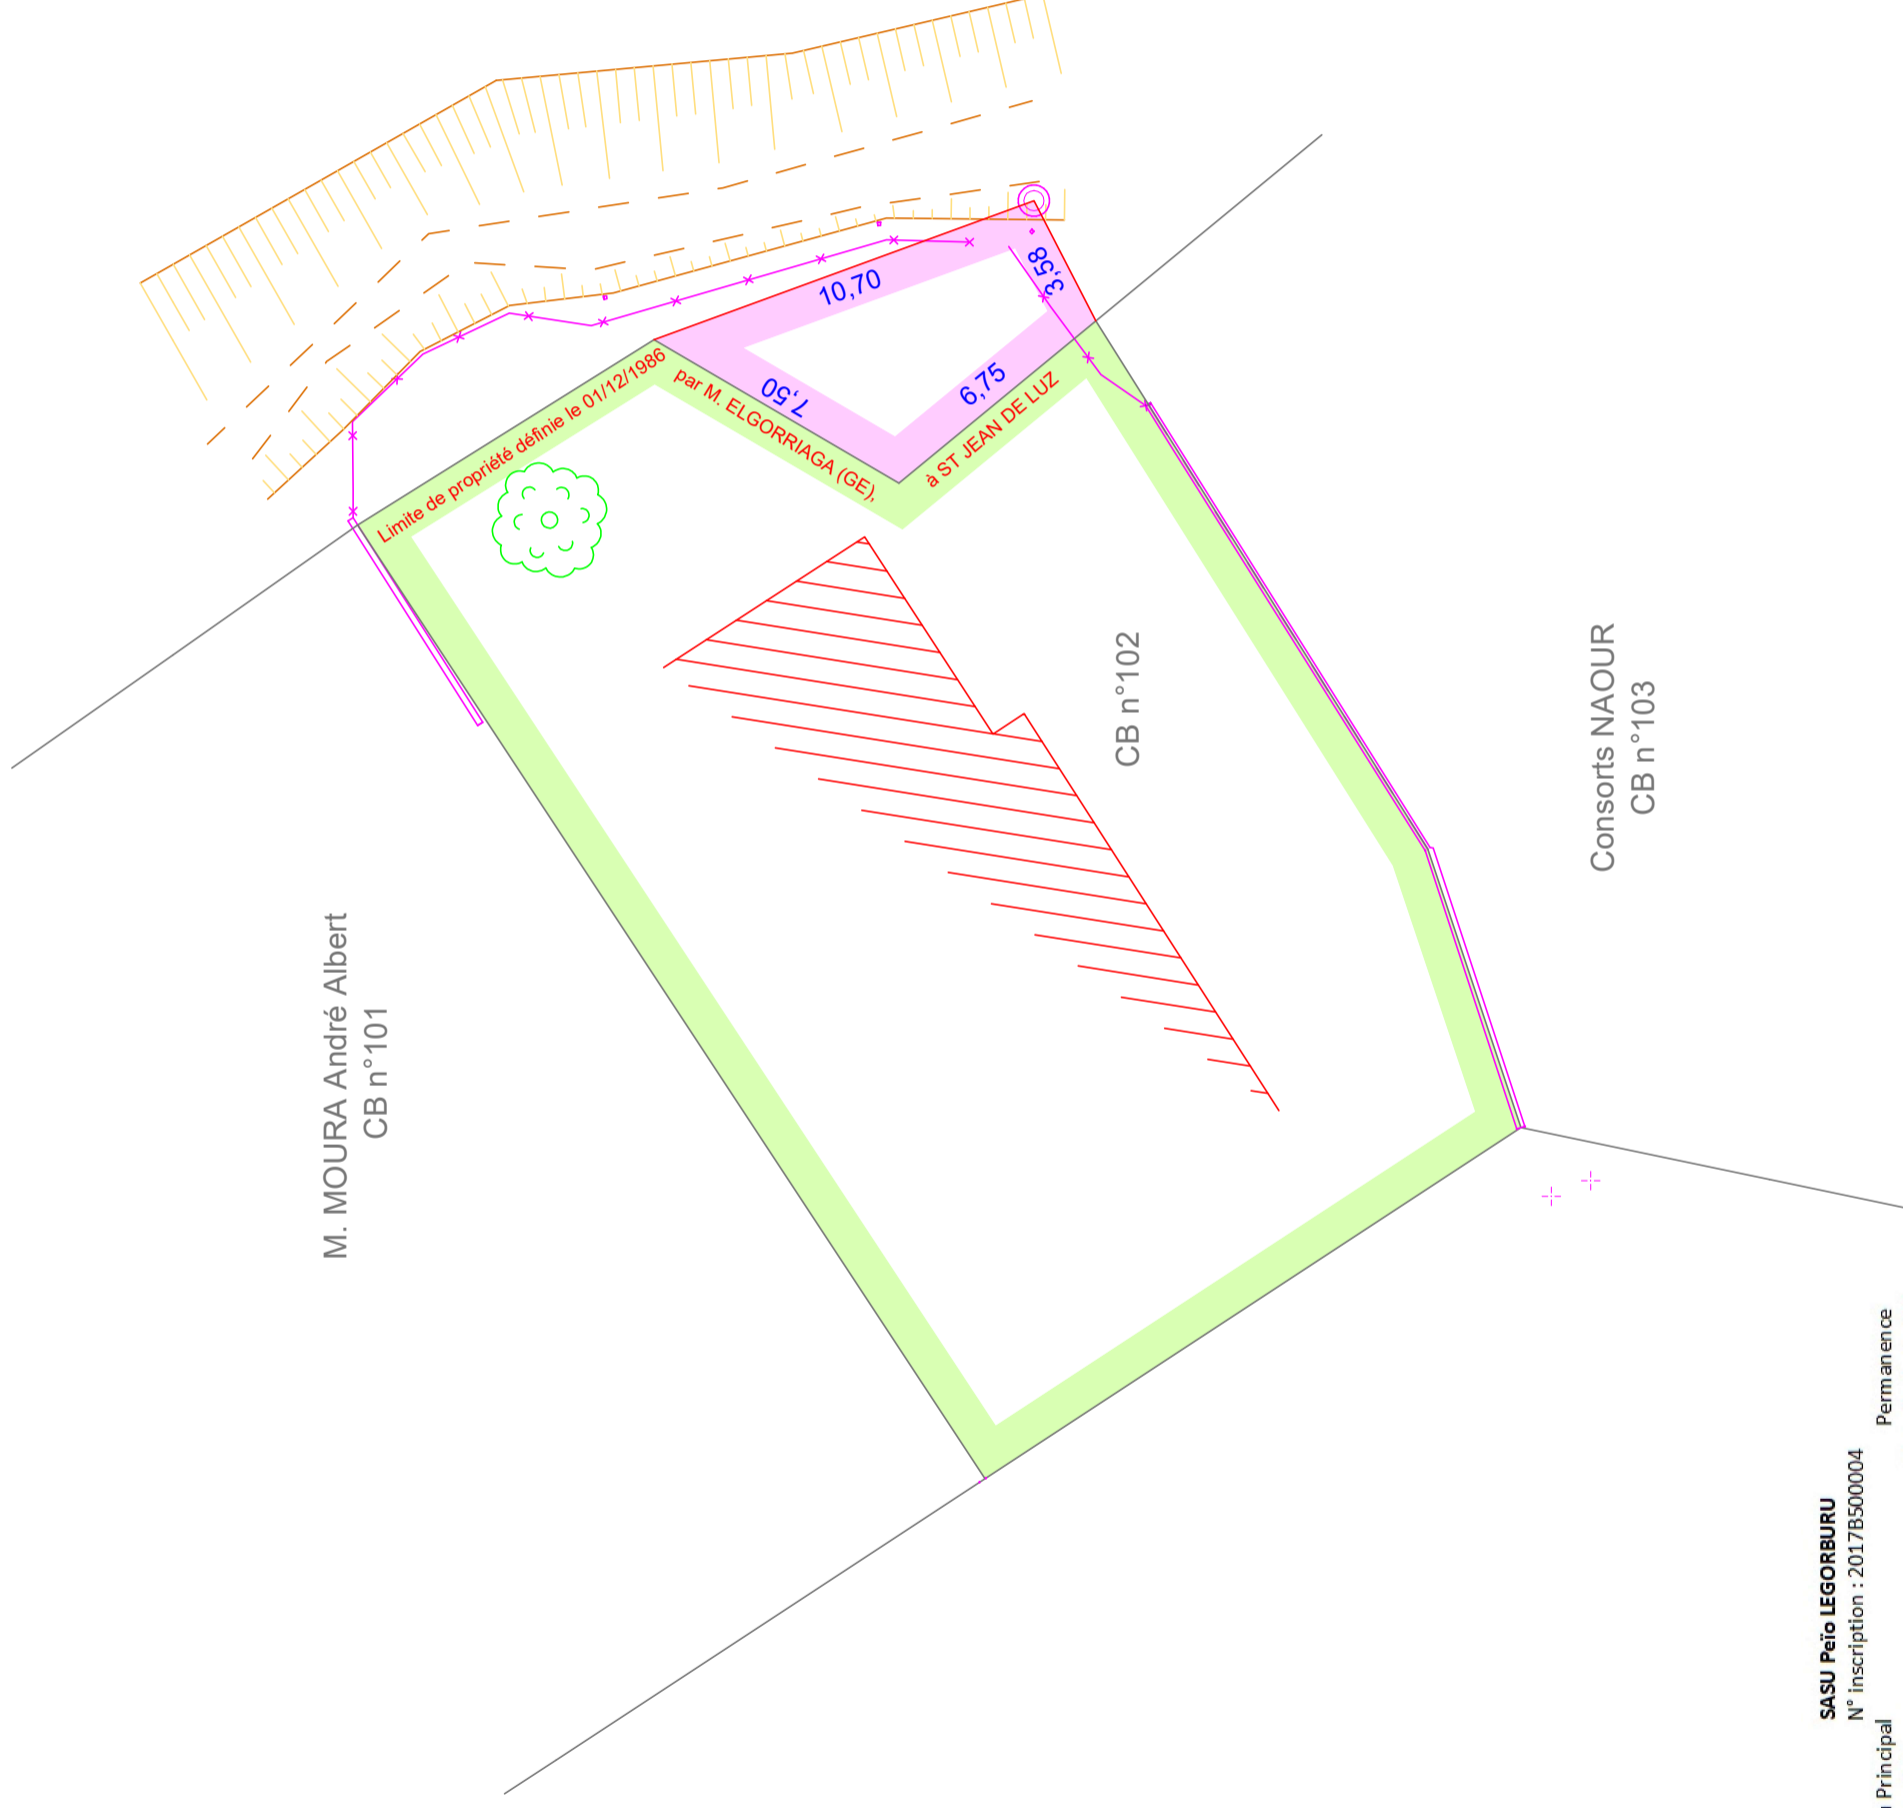 10,70
3,58
7,50
6,75
Limite de propriété définie le 01/12/1986
par M. ELGORRIAGA (GE),
à ST JEAN DE LUZ
CB n°102
Consorts NAOUR
CB n°103
M. MOURA André Albert
CB n°101
SASU Peïo LEGORBURU
N° inscription : 2017B500004
Principal
Permanence